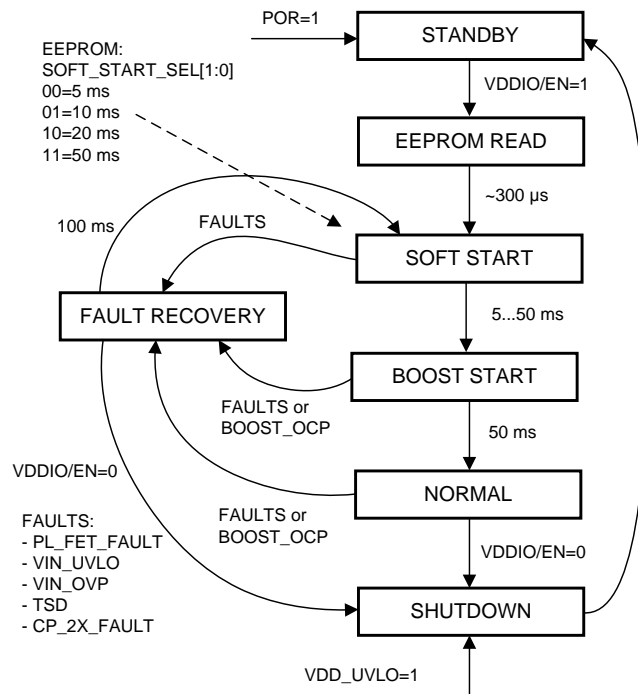 POR=1
STANDBY
EEPROM:
SOFT_START_SEL[1:0]
00=5 ms
01=10 ms
10=20 ms
11=50 ms
VDDIO/EN=1
EEPROM READ
~300 µs
100 ms
FAULTS
SOFT START
FAULT RECOVERY
5...50 ms
BOOST START
FAULTS or
BOOST_OCP
50 ms
VDDIO/EN=0
NORMAL
FAULTS or
BOOST_OCP
FAULTS:
- PL_FET_FAULT
- VIN_UVLO
- VIN_OVP
- TSD
- CP_2X_FAULT
VDDIO/EN=0
SHUTDOWN
VDD_UVLO=1